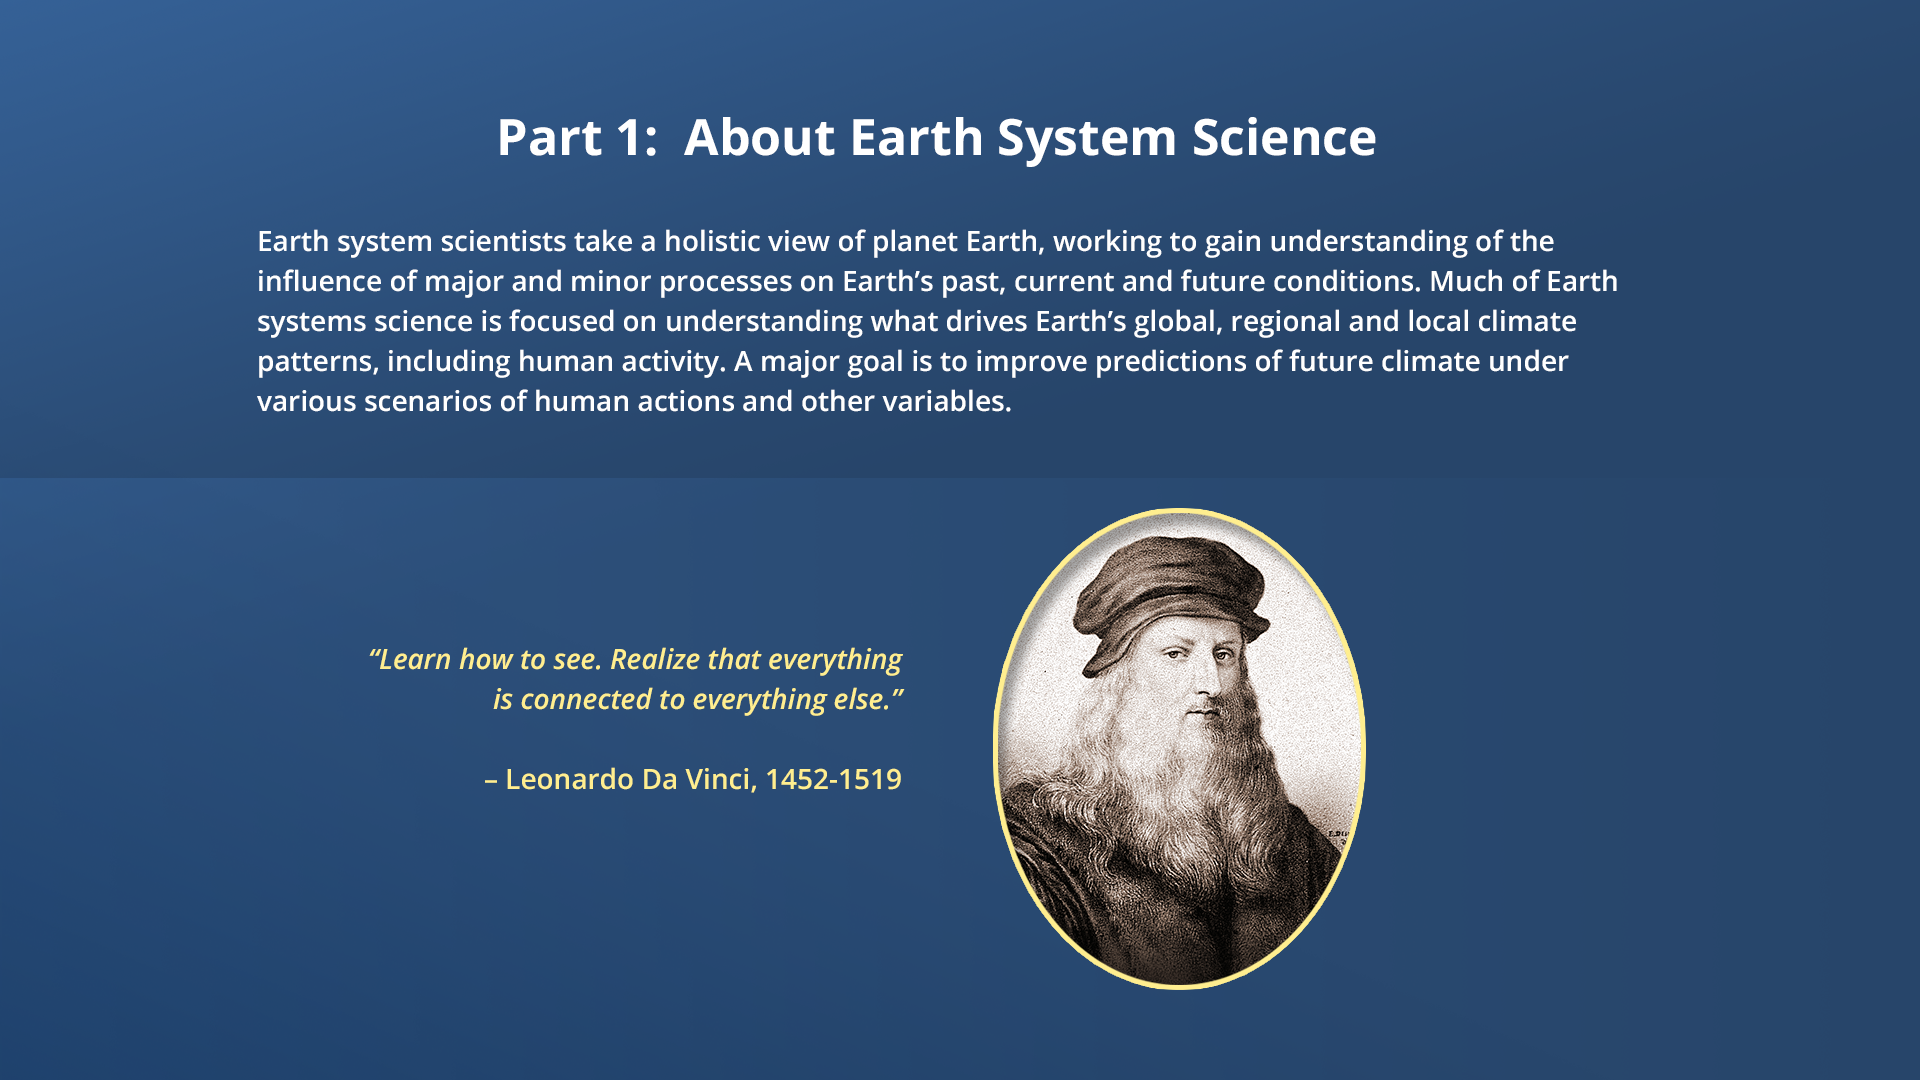 Part 1:  About Earth System Science
Earth system scientists take a holistic view of planet Earth, working to gain understanding of the
influence of major and minor processes on Earth’s past, current and future conditions. Much of Earth
systems science is focused on understanding what drives Earth’s global, regional and local climate
patterns, including human activity. A major goal is to improve predictions of future climate under
various scenarios of human actions and other variables.
“Learn how to see. Realize that everything
is connected to everything else.”
– Leonardo Da Vinci, 1452-1519